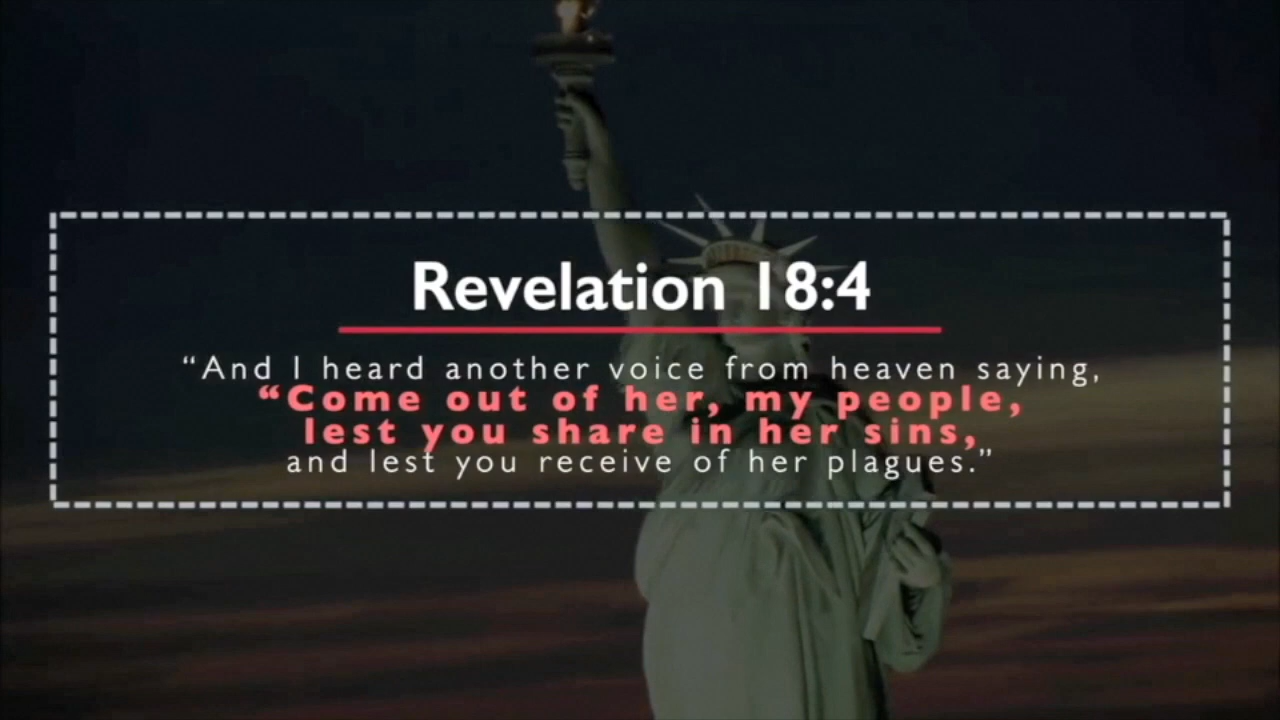 Revelation 18:4
“And I heard another voice from heaven saying,
“Come out of her, my people,
lest you share in her sins,
and lest you receive of her plagues.”